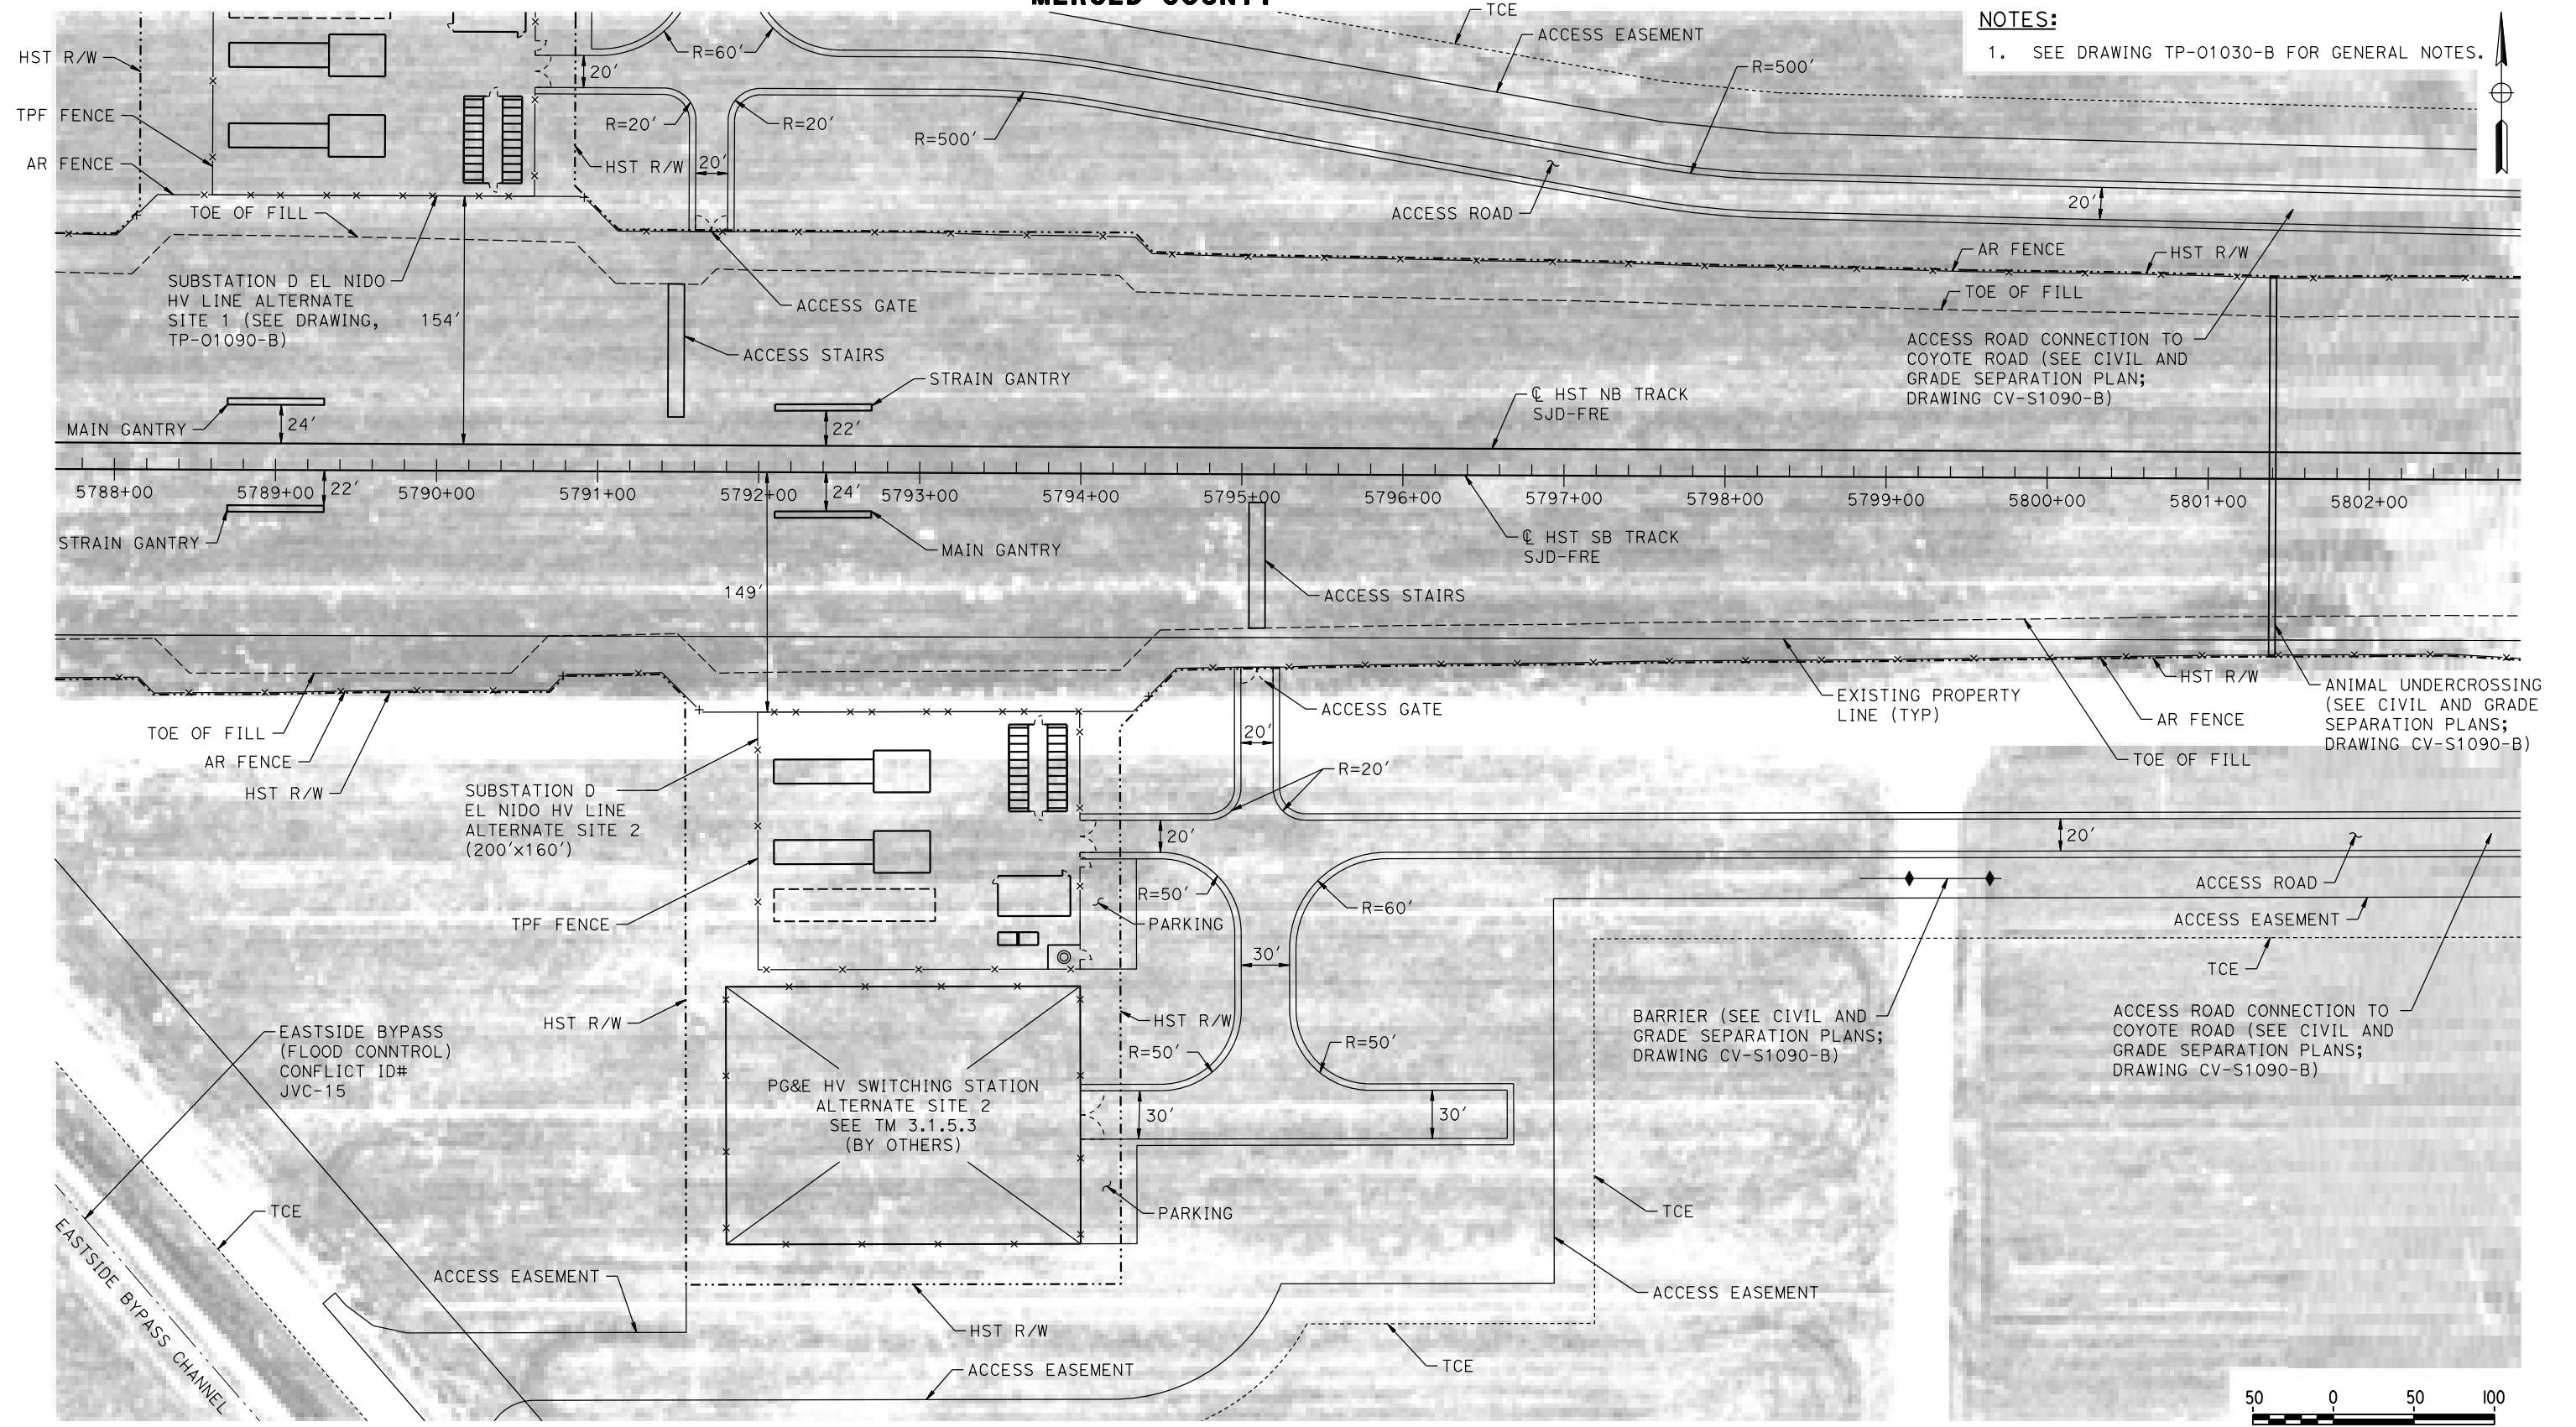 MERCED COUNTY
TCE
ACCESS EASEMENT
R=500'
NOTES:
1. SEE DRAWING TP-01030-B FOR GENERAL NOTES.
HST R/W
TPF FENCE
AR FENCE
R=60'
20'
R=20'
R=20'
HST R/W
20'
R=500'
ACCESS ROAD
20'
TOE OF FILL
AR FENCE
HST R/W
TOE OF FILL
SUBSTATION D EL NIDO
HV LINE ALTERNATE
SITE 1 (SEE DRAWING,
TP-01090-B)
154'
ACCESS GATE
ACCESS STAIRS
STRAIN GANTRY
ACCESS ROAD CONNECTION TO
COYOTE ROAD (SEE CIVIL AND
GRADE SEPARATION PLAN;
DRAWING CV-S1090-B)
℄ HST NB TRACK
SJD-FRE
MAIN GANTRY
24'
22'
5788+00
5789+00
22'
5790+00
5791+00
5792+00
24'
5793+00
5794+00
5795+00
5796+00
5797+00
5798+00
5799+00
5800+00
5801+00
5802+00
STRAIN GANTRY
MAIN GANTRY
℄ HST SB TRACK
SJD-FRE
149'
ACCESS STAIRS
HST R/W
ANIMAL UNDERCROSSING
(SEE CIVIL AND GRADE
SEPARATION PLANS;
DRAWING CV-S1090-B)
EXISTING PROPERTY
LINE (TYP)
AR FENCE
TOE OF FILL
ACCESS GATE
20'
R=20'
TOE OF FILL
AR FENCE
HST R/W
SUBSTATION D
EL NIDO HV LINE
ALTERNATE SITE 2
(200'x160')
20'
20'
TPF FENCE
R=50'
PARKING
R=60'
ACCESS ROAD
ACCESS EASEMENT
TCE
30'
HST R/W
HST R/W
R=50'
R=50'
BARRIER (SEE CIVIL AND
GRADE SEPARATION PLANS;
DRAWING CV-S1090-B)
ACCESS ROAD CONNECTION TO
COYOTE ROAD (SEE CIVIL AND
GRADE SEPARATION PLANS;
DRAWING CV-S1090-B)
EASTSIDE BYPASS
(FLOOD CONNTROL)
CONFLICT ID#
JVC-15
PG&E HV SWITCHING STATION
ALTERNATE SITE 2
SEE TM 3.1.5.3
(BY OTHERS)
30'
30'
TCE
PARKING
TCE
EASTSIDE BYPASS CHANNEL
ACCESS EASEMENT
ACCESS EASEMENT
HST R/W
ACCESS EASEMENT
TCE
50 0 50 100